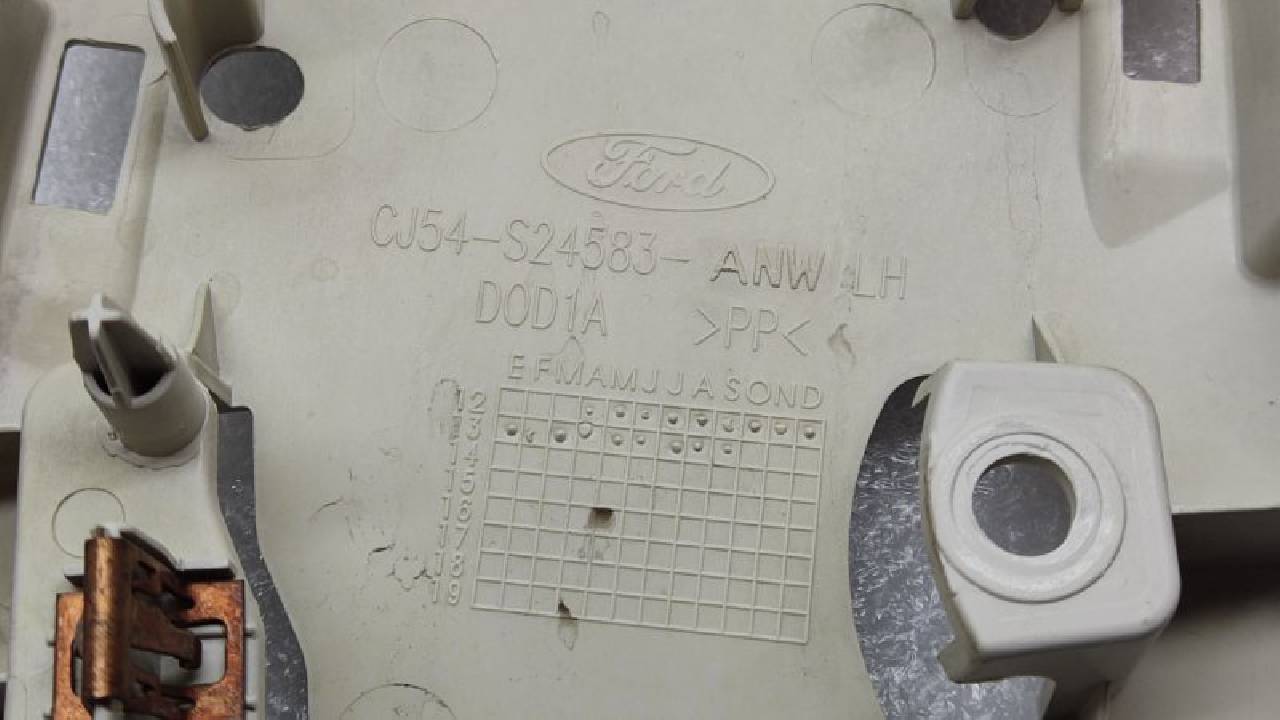 Ford
CJ54-S24583- ANW LH
DOD1A >PP<
EFMAMJJASOND
12
13
14
15
16
17
18
19